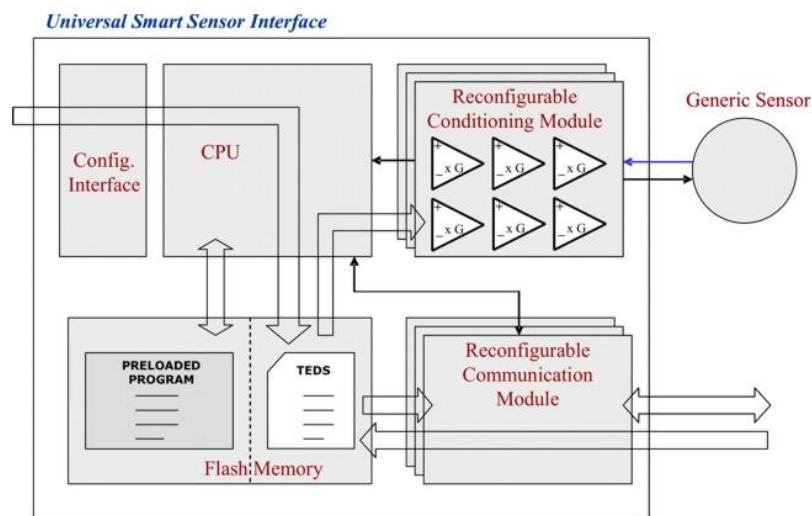 Universal Smart Sensor Interface
Config.
Interface
CPU
Reconfigurable
Conditioning Module
+
_ x G
+
_ x G
+
_ x G
+
_ x G
+
_ x G
+
_ x G
Generic Sensor
PRELOADED
PROGRAM
TEDS
Flash Memory
Reconfigurable
Communication
Module